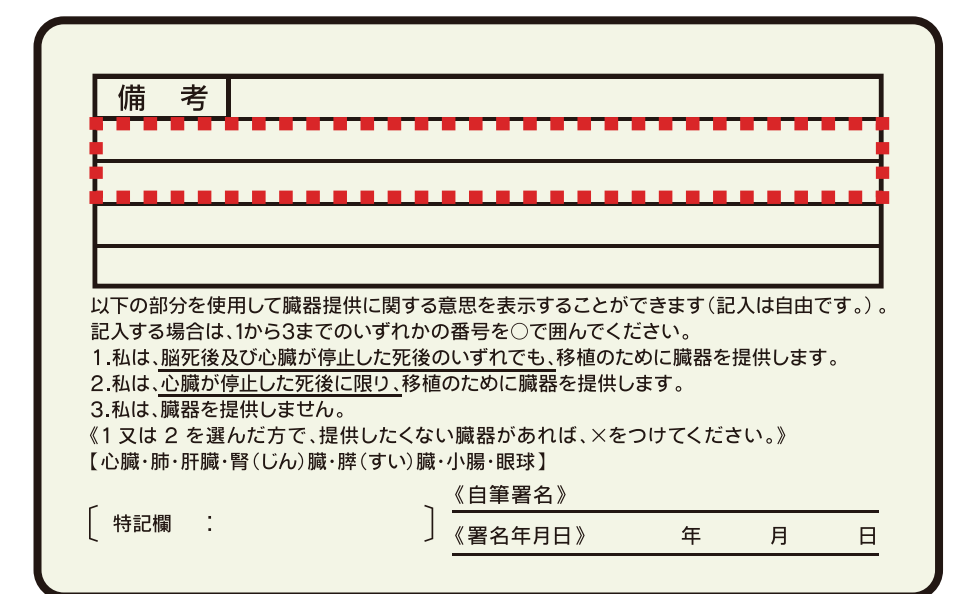 備 考
以下の部分を使用して臓器提供に関する意思を表示することができます（記入は自由です。）。
記入する場合は、1から3までのいずれかの番号を○で囲んでください。
1.私は、脳死後及び心臓が停止した死後のいずれでも、移植のために臓器を提供します。
2.私は、心臓が停止した死後に限り、移植のために臓器を提供します。
3.私は、臓器を提供しません。
《1又は 2 を選んだ方で、提供したくない臓器があれば、×をつけてください。》
【心臓・肺・肝臓・腎（じん）臓・膵（すい）臓・小腸・眼球】
〔 特記欄 ： 〕
《自筆署名》
《署名年月日》 年 月 日